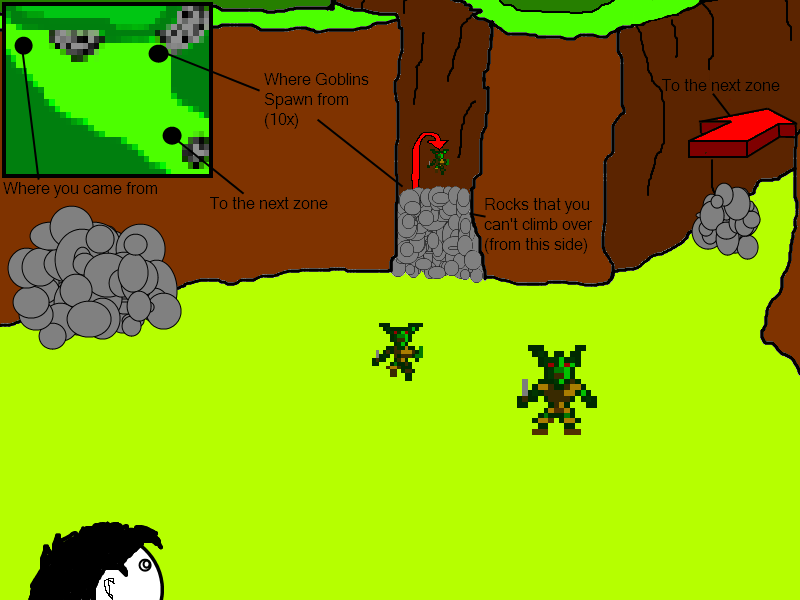 Where Goblins
Spawn from
(10x)
To the next zone
Where you came from
To the next zone
Rocks that you
can't climb over
(from this side)